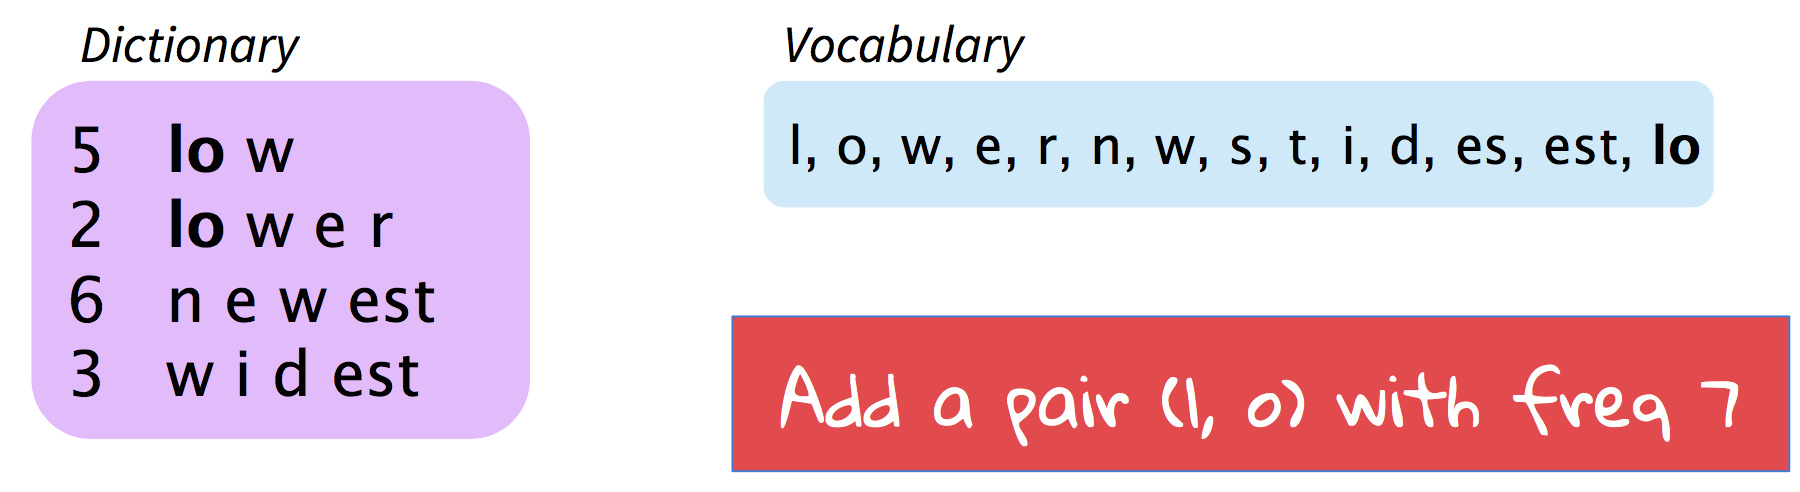 Dictionary
5 lo w
2 lo w e r
6 n e w est
3 w i d est
Vocabulary
l, o, w, e, r, n, w, s, t, i, d, es, est, lo
Add a pair (l, o) with freq 7